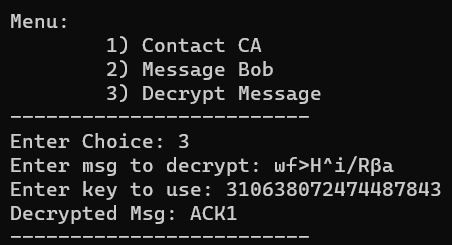 Menu:
1) Contact CA
2) Message Bob
3) Decrypt Message
-------------------------
Enter Choice: 3
Enter msg to decrypt: ωf>H^i/Rβa
Enter key to use: 310638072474487843
Decrypted Msg: ACK1
-------------------------